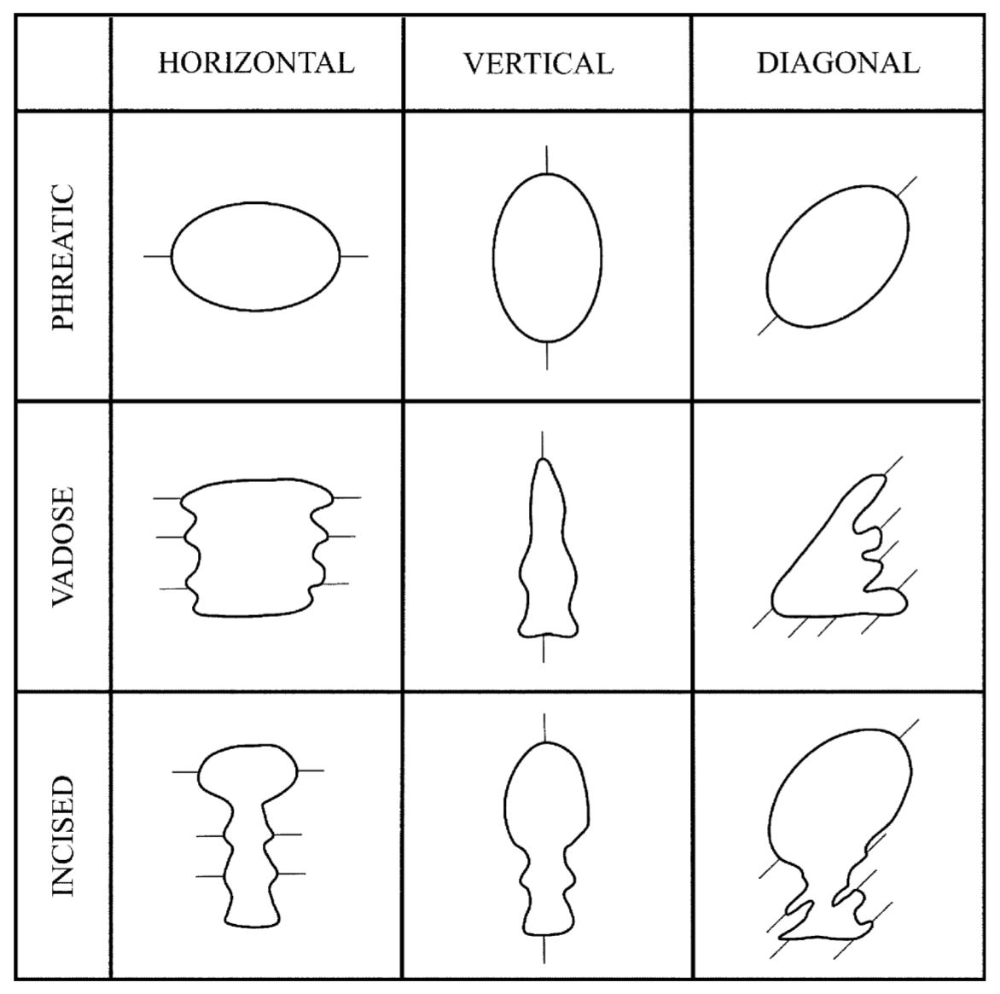 HORIZONTAL
VERTICAL
DIAGONAL
PHREATIC
VADOSE
INCISED